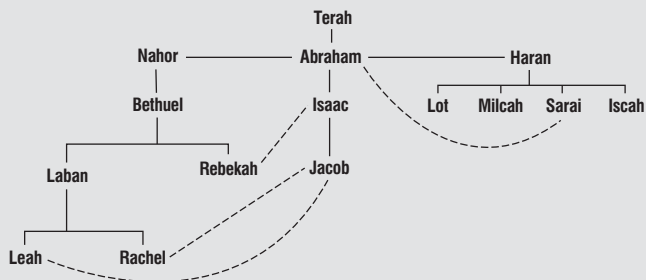 Terah
Nahor Abraham Haran
Bethuel Isaac Lot Milcah Sarai Iscah
Laban Rebekah Jacob
Leah Rachel